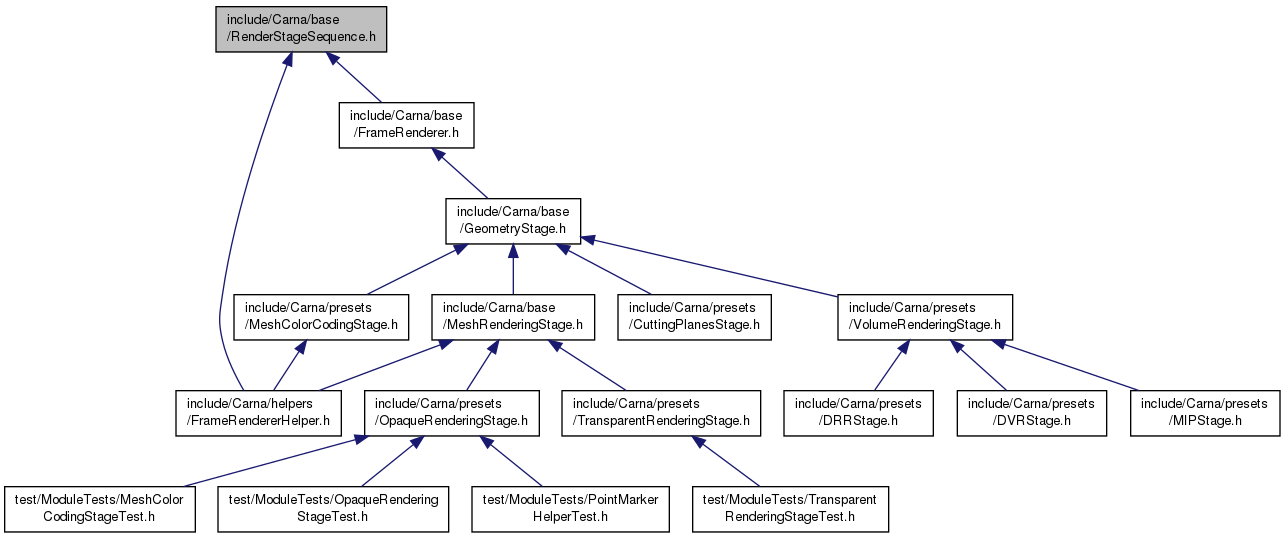 include/Carna/base
/RenderStageSequence.h
include/Carna/base
/FrameRenderer.h
include/Carna/base
/GeometryStage.h
include/Carna/presets
/MeshColorCodingStage.h
include/Carna/base
/MeshRenderingStage.h
include/Carna/presets
/CuttingPlanesStage.h
include/Carna/presets
/VolumeRenderingStage.h
include/Carna/helpers
/FrameRendererHelper.h
include/Carna/presets
/OpaqueRenderingStage.h
include/Carna/presets
/TransparentRenderingStage.h
include/Carna/presets
/DRRStage.h
include/Carna/presets
/DVRStage.h
include/Carna/presets
/MIPStage.h
test/ModuleTests/MeshColor
CodingStageTest.h
test/ModuleTests/OpaqueRendering
StageTest.h
test/ModuleTests/PointMarker
HelperTest.h
test/ModuleTests/Transparent
RenderingStageTest.h